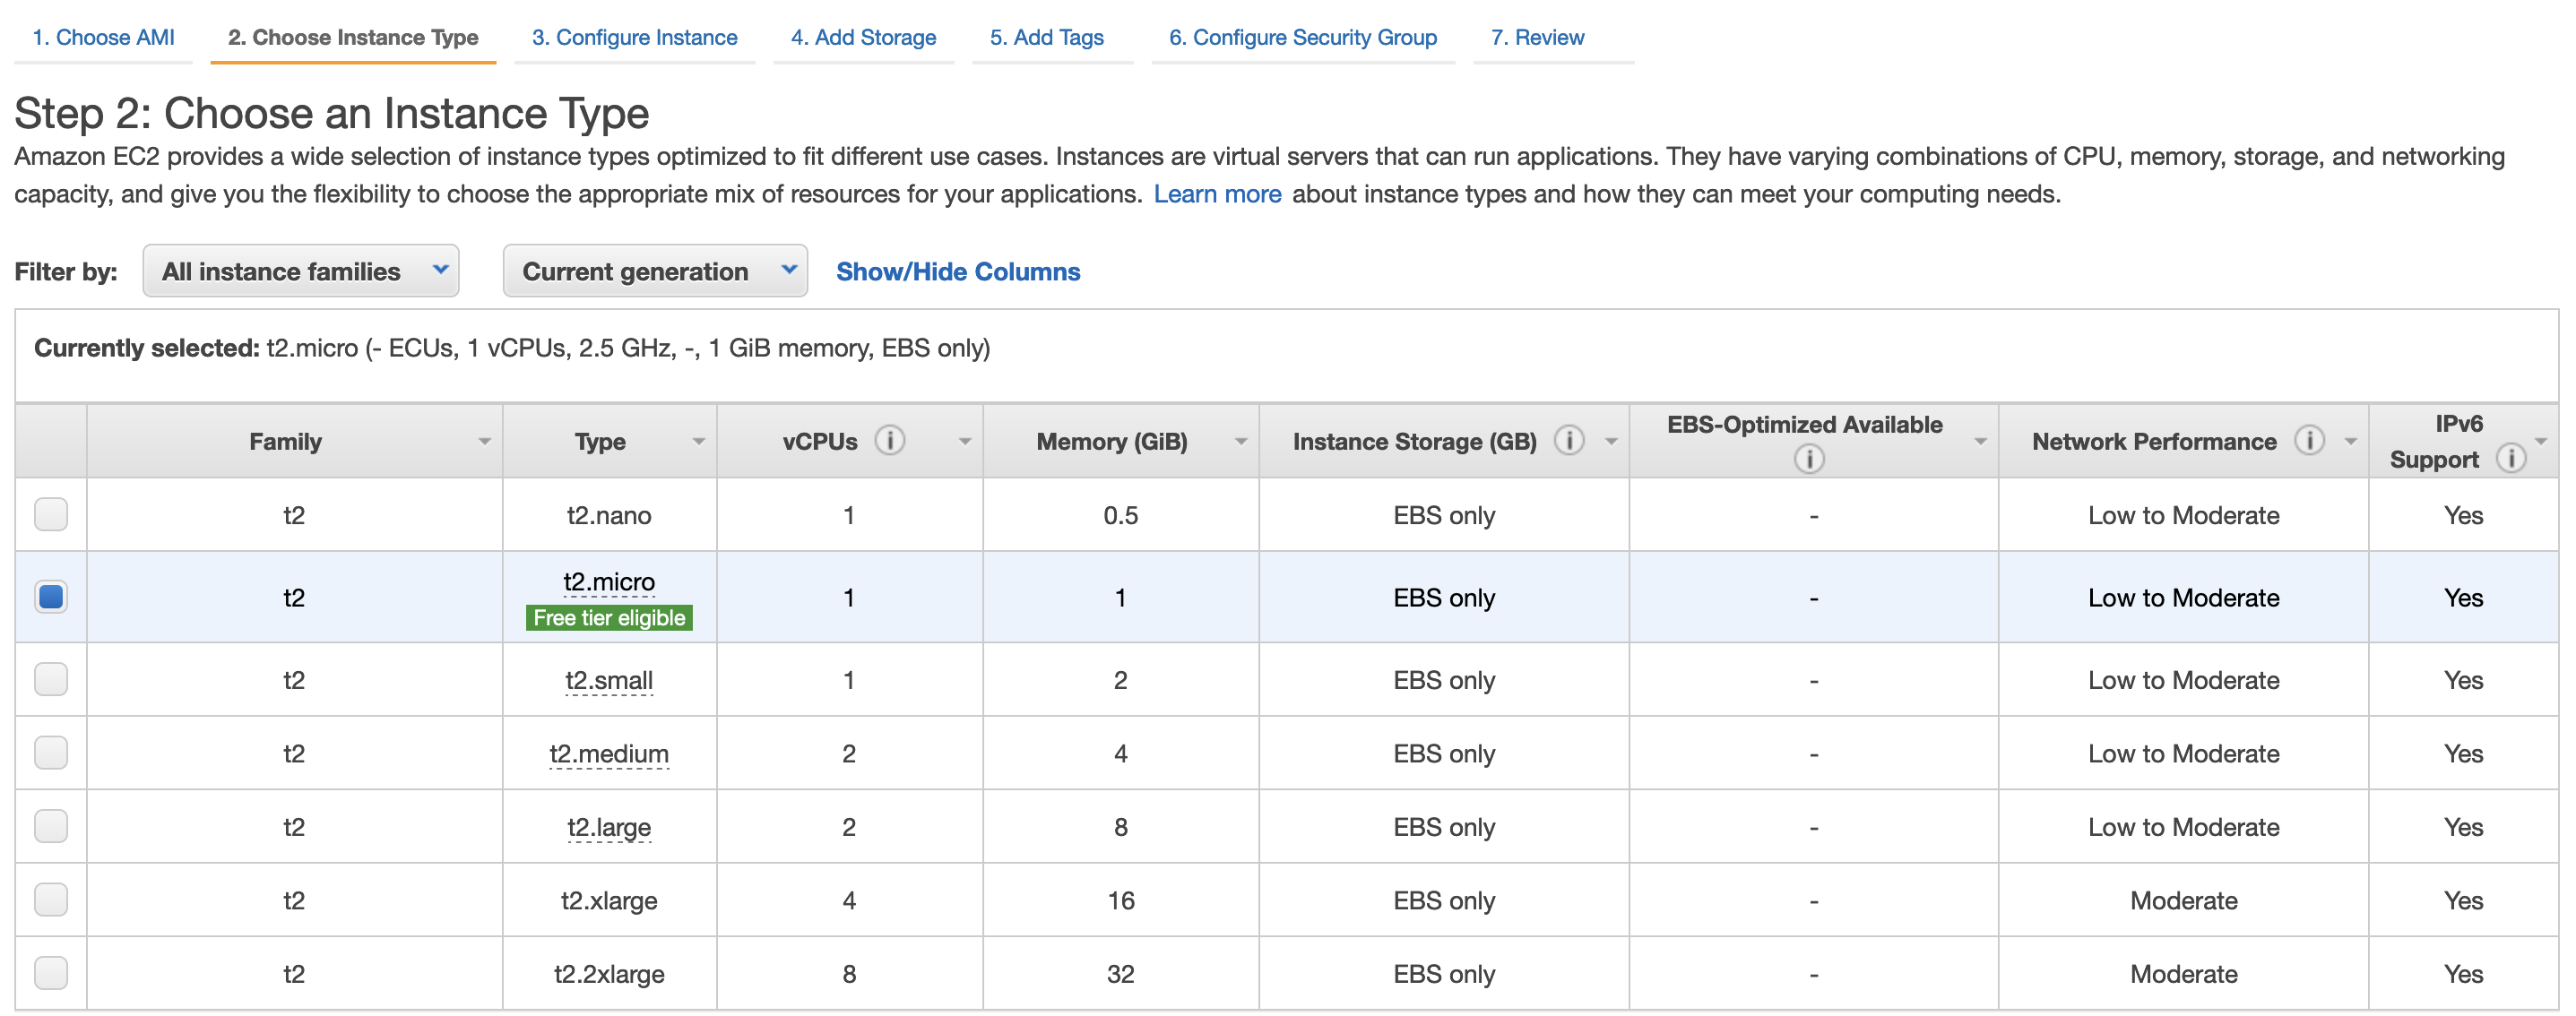 1. Choose AMI 2. Choose Instance Type 3. Configure Instance 4. Add Storage 5. Add Tags 6. Configure Security Group 7. Review
Step 2: Choose an Instance Type
Amazon EC2 provides a wide selection of instance types optimized to fit different use cases. Instances are virtual servers that can run applications. They have varying combinations of CPU, memory, storage, and networking
capacity, and give you the flexibility to choose the appropriate mix of resources for your applications. Learn more about instance types and how they can meet your computing needs.
Filter by: All instance families Current generation Show/Hide Columns
Currently selected: t2.micro (- ECUs, 1 vCPUs, 2.5 GHz, -, 1 GiB memory, EBS only)
Family Type vCPUs i Memory (GiB) Instance Storage (GB) i EBS-Optimized Available i Network Performance i IPv6 Support i
t2 t2.nano 1 0.5 EBS only - Low to Moderate Yes
t2 t2.micro Free tier eligible 1 1 EBS only - Low to Moderate Yes
t2 t2.small 1 2 EBS only - Low to Moderate Yes
t2 t2.medium 2 4 EBS only - Low to Moderate Yes
t2 t2.large 2 8 EBS only - Low to Moderate Yes
t2 t2.xlarge 4 16 EBS only - Moderate Yes
t2 t2.2xlarge 8 32 EBS only - Moderate Yes